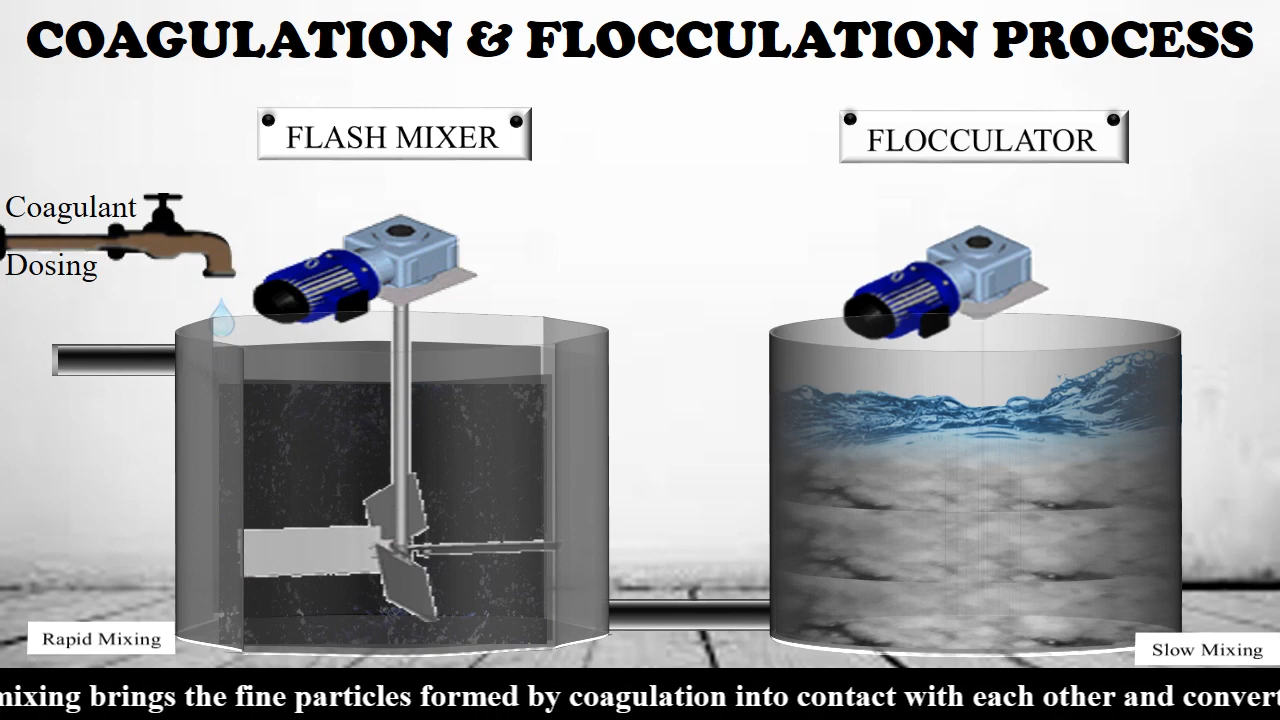 COAGULATION & FLOCCULATION PROCESS
FLASH MIXER
FLOCCULATOR
Coagulant
Dosing
Rapid Mixing
Slow Mixing
mixing brings the fine particles formed by coagulation into contact with each other and convert